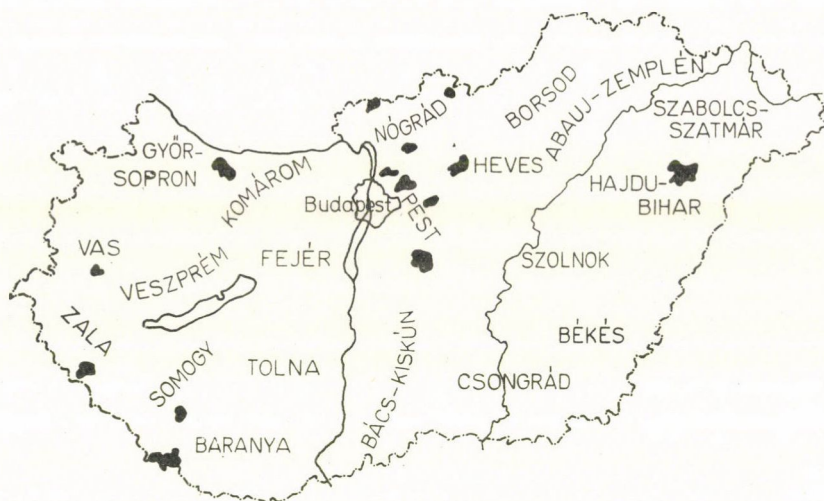 BORSOD
ABAUJ-ZEMPLÉN
NÓGRÁD
SZABOLCS-
SZATMÁR
GYŐR-
SOPRON
KOMÁROM
HEVES
HAJDU-
BIHAR
Budapest
PEST
VAS
VESZPRÉM
FEJÉR
SZOLNOK
ZALA
SOMOGY
TOLNA
BÉKÉS
BÁCS-KISKÚN
CSONGRÁD
BARANYA